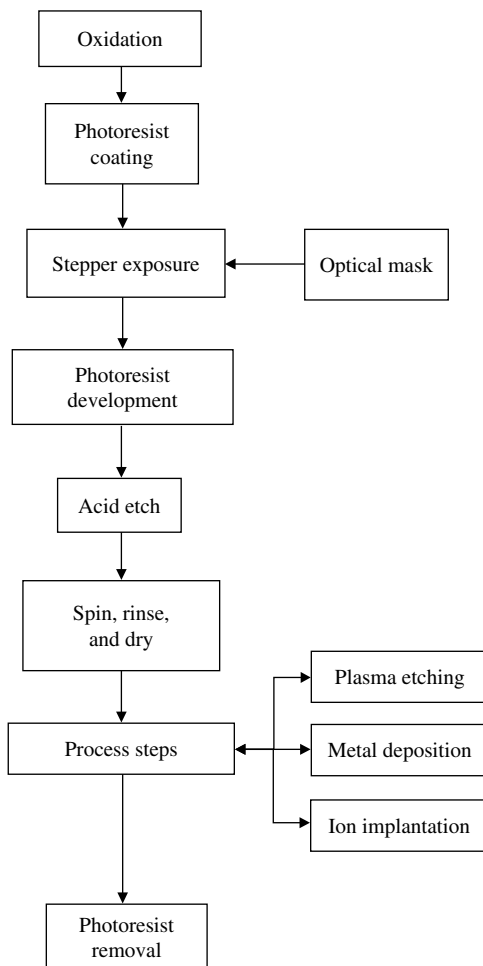 Oxidation
Photoresist
coating
Stepper exposure
Optical mask
Photoresist
development
Acid etch
Spin, rinse,
and dry
Plasma etching
Process steps
Metal deposition
Ion implantation
Photoresist
removal